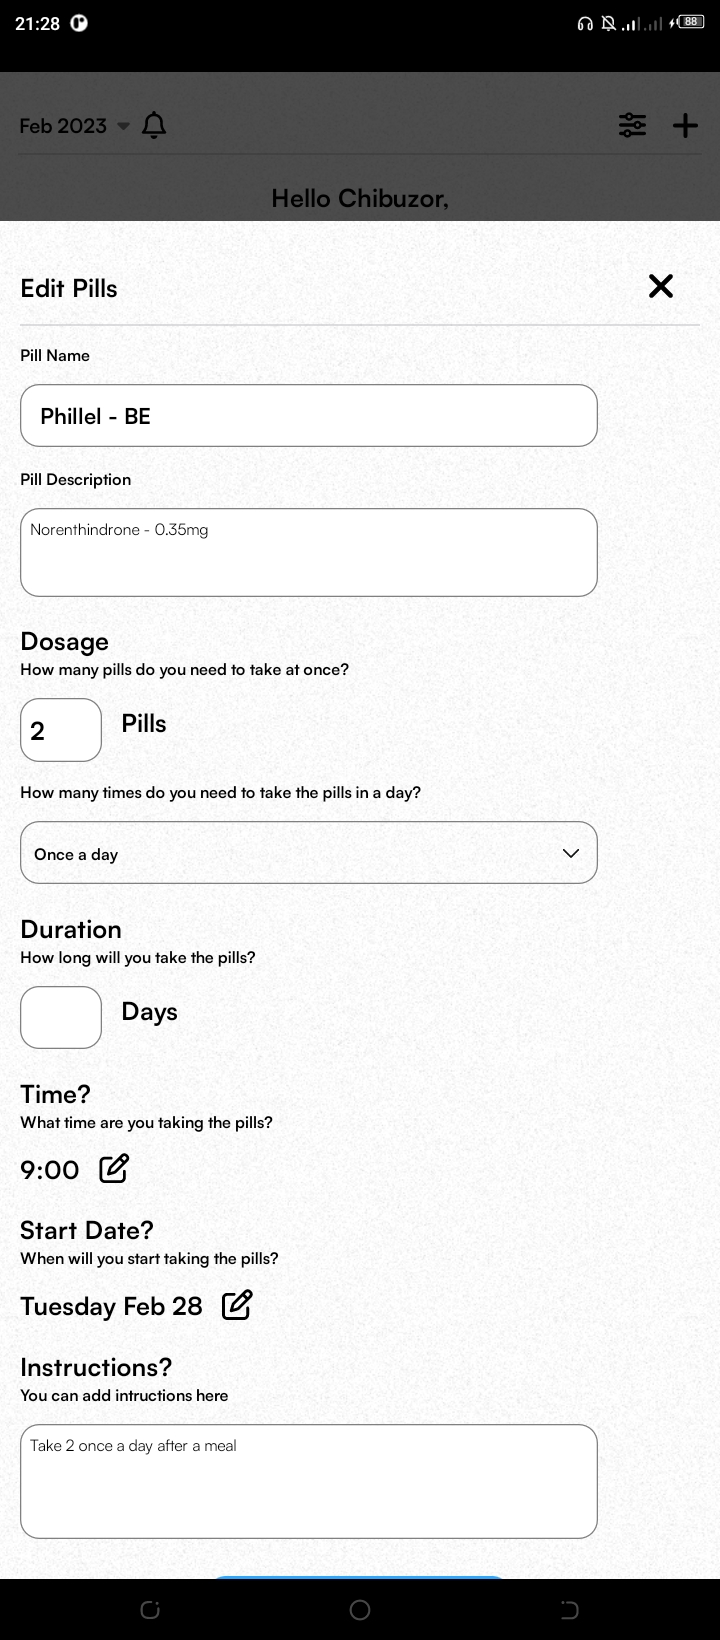 21:28
88
Feb 2023
Hello Chibuzor,
Edit Pills
Pill Name
Phillel - BE
Pill Description
Norenthindrone - 0.35mg
Dosage
How many pills do you need to take at once?
2 Pills
How many times do you need to take the pills in a day?
Once a day
Duration
How long will you take the pills?
Days
Time?
What time are you taking the pills?
9:00
Start Date?
When will you start taking the pills?
Tuesday Feb 28
Instructions?
You can add intructions here
Take 2 once a day after a meal